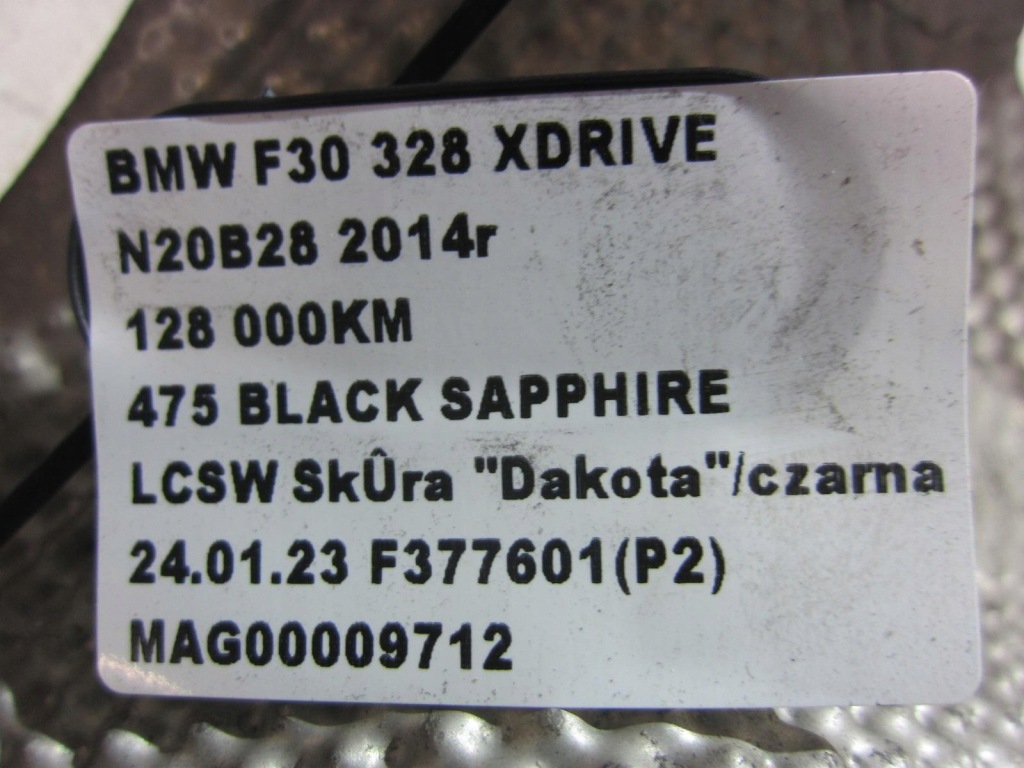 BMW F30 328 XDRIVE
N20B28 2014r
128 000KM
475 BLACK SAPPHIRE
LCSW SkÛra "Dakota"/czarna
24.01.23 F377601(P2)
MAG00009712